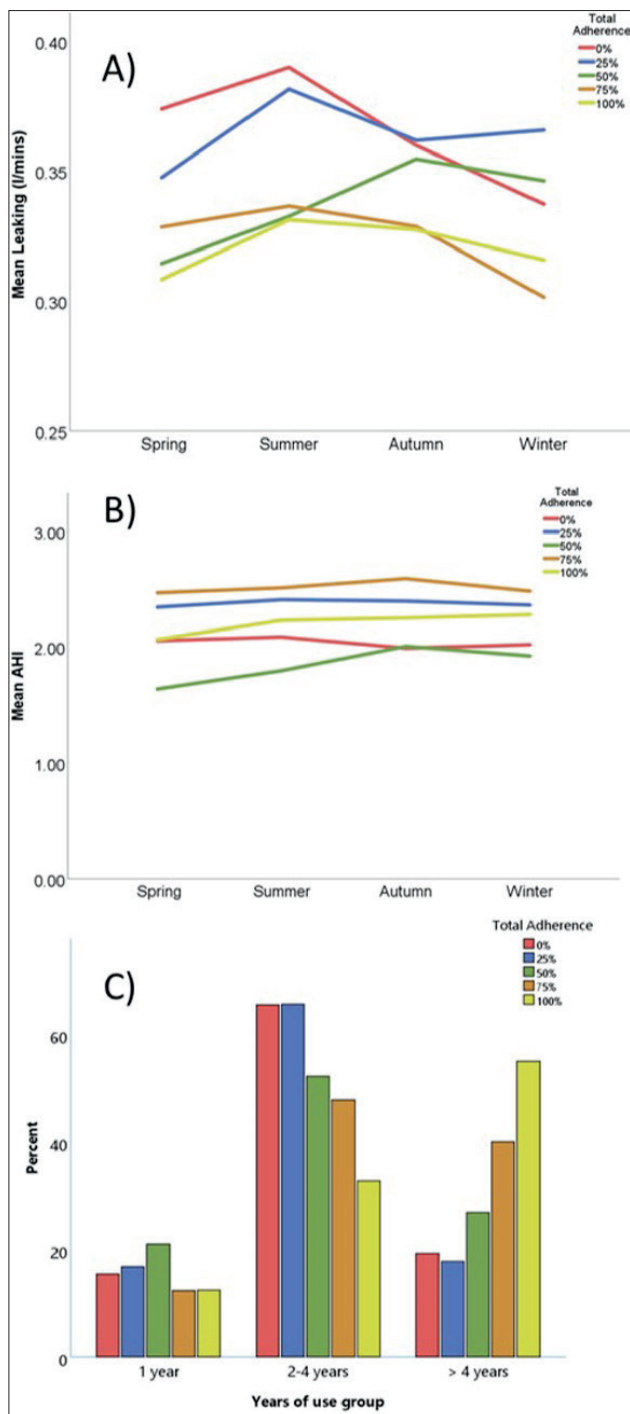 A)
Total
Adherence
0%
25%
50%
75%
100%
0.40
0.35
0.30
0.25
Mean Leaking (l/mins)
Spring Summer Autumn Winter
B)
Total
Adherence
0%
25%
50%
75%
100%
3.00
2.00
1.00
0.00
Mean AHI
Spring Summer Autumn Winter
C)
Total Adherence
0%
25%
50%
75%
100%
60
40
20
0
Percent
1 year 2-4 years > 4 years
Years of use group